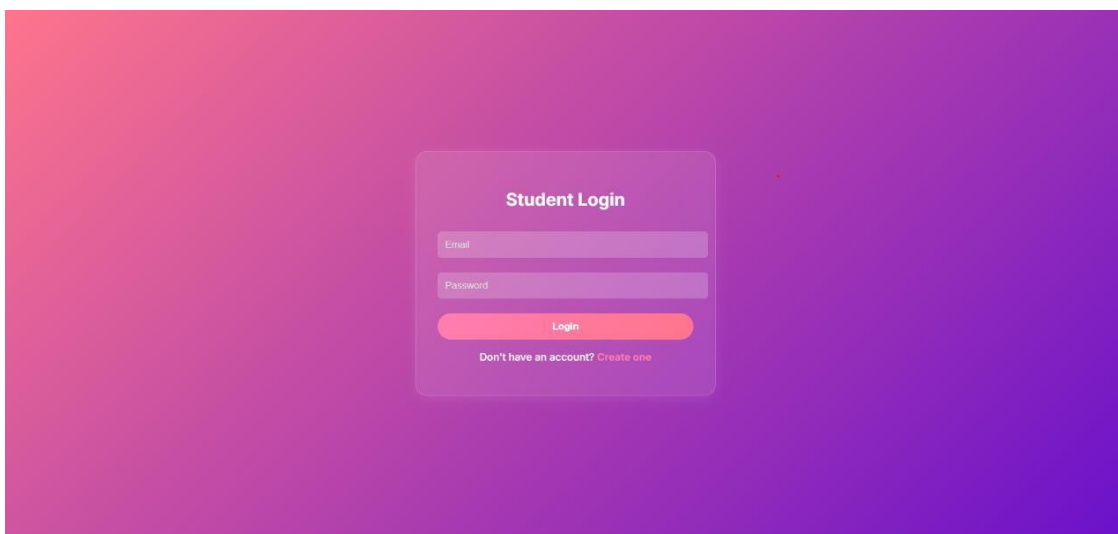 Student Login
Email
Password
Login
Don't have an account? Create one